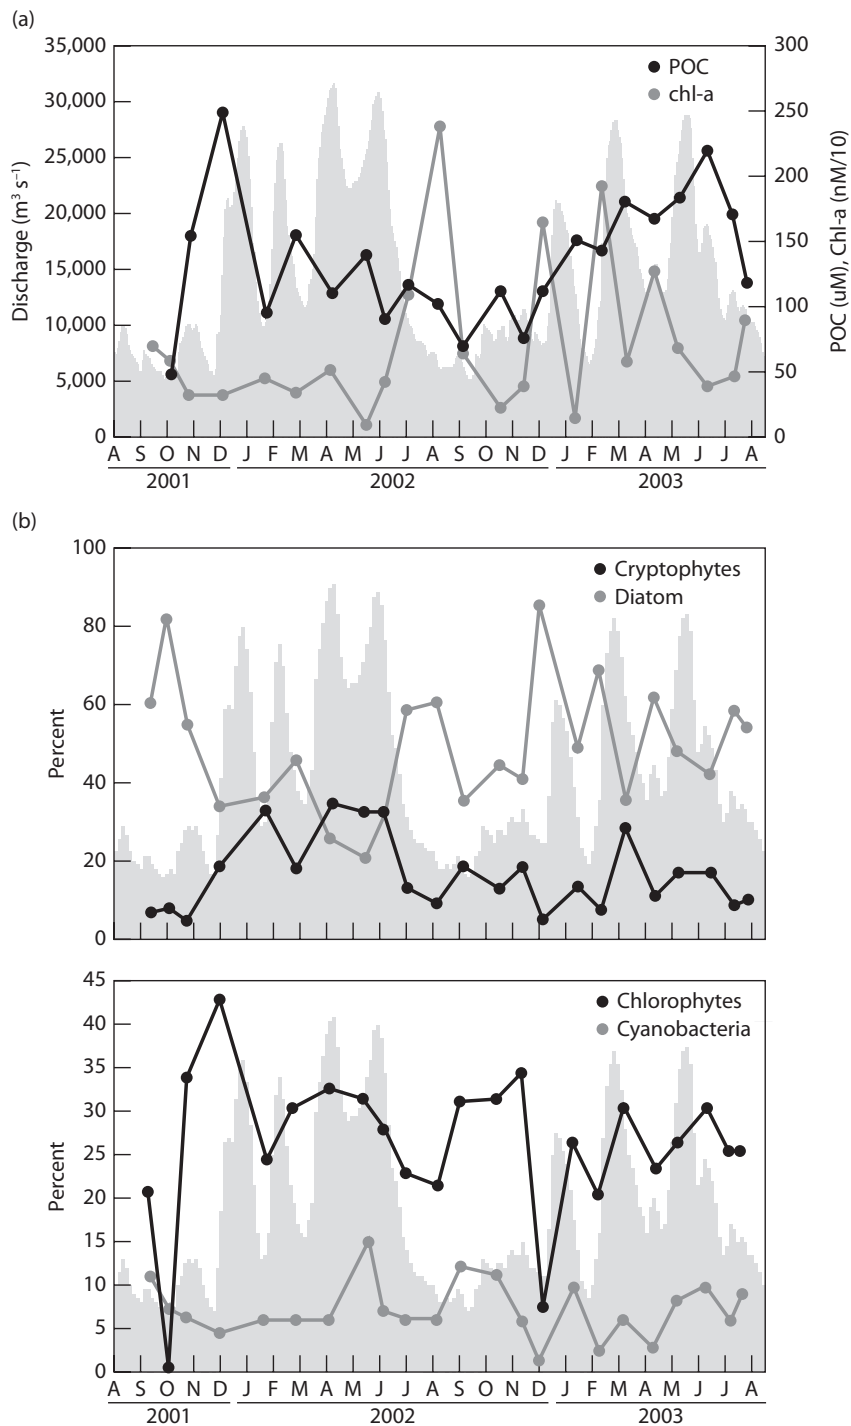 (a)
35,000
30,000
25,000
20,000
15,000
10,000
5,000
0
Discharge (m³ s⁻¹)
300
250
200
150
100
50
0
POC (uM), Chl-a (nM/10)
POC
chl-a
A S O N D J F M A M J J A S O N D J F M A M J J A
2001 2002 2003
(b)
100
80
60
40
20
0
Percent
Cryptophytes
Diatom
45
40
35
30
25
20
15
10
5
0
Percent
Chlorophytes
Cyanobacteria
A S O N D J F M A M J J A S O N D J F M A M J J A
2001 2002 2003